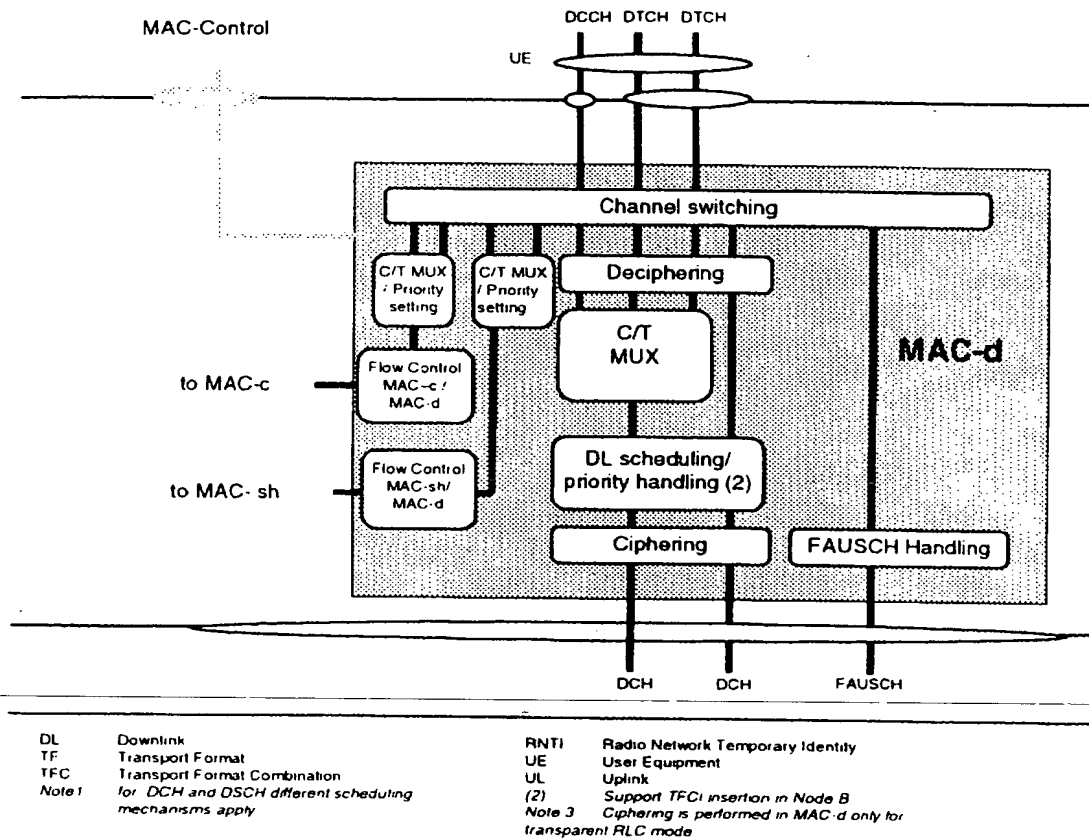 MAC-Control
DCCH DTCH DTCH
UE
Channel switching
C/T MUX
/ Priority
setting
C/T MUX
/ Priority
setting
Deciphering
C/T
MUX
MAC-d
to MAC-c
Flow Control
MAC-c /
MAC-d
to MAC- sh
Flow Control
MAC-sh/
MAC-d
DL scheduling/
priority handling (2)
Ciphering
FAUSCH Handling
DCH DCH FAUSCH
DL Downlink
TF Transport Format
TFC Transport Format Combination
Note1 for DCH and DSCH different scheduling
mechanisms apply
RNTI Radio Network Temporary Identity
UE User Equipment
UL Uplink
(2) Support TFCI insertion in Node B
Note 3 Ciphering is performed in MAC-d only for
transparent RLC mode